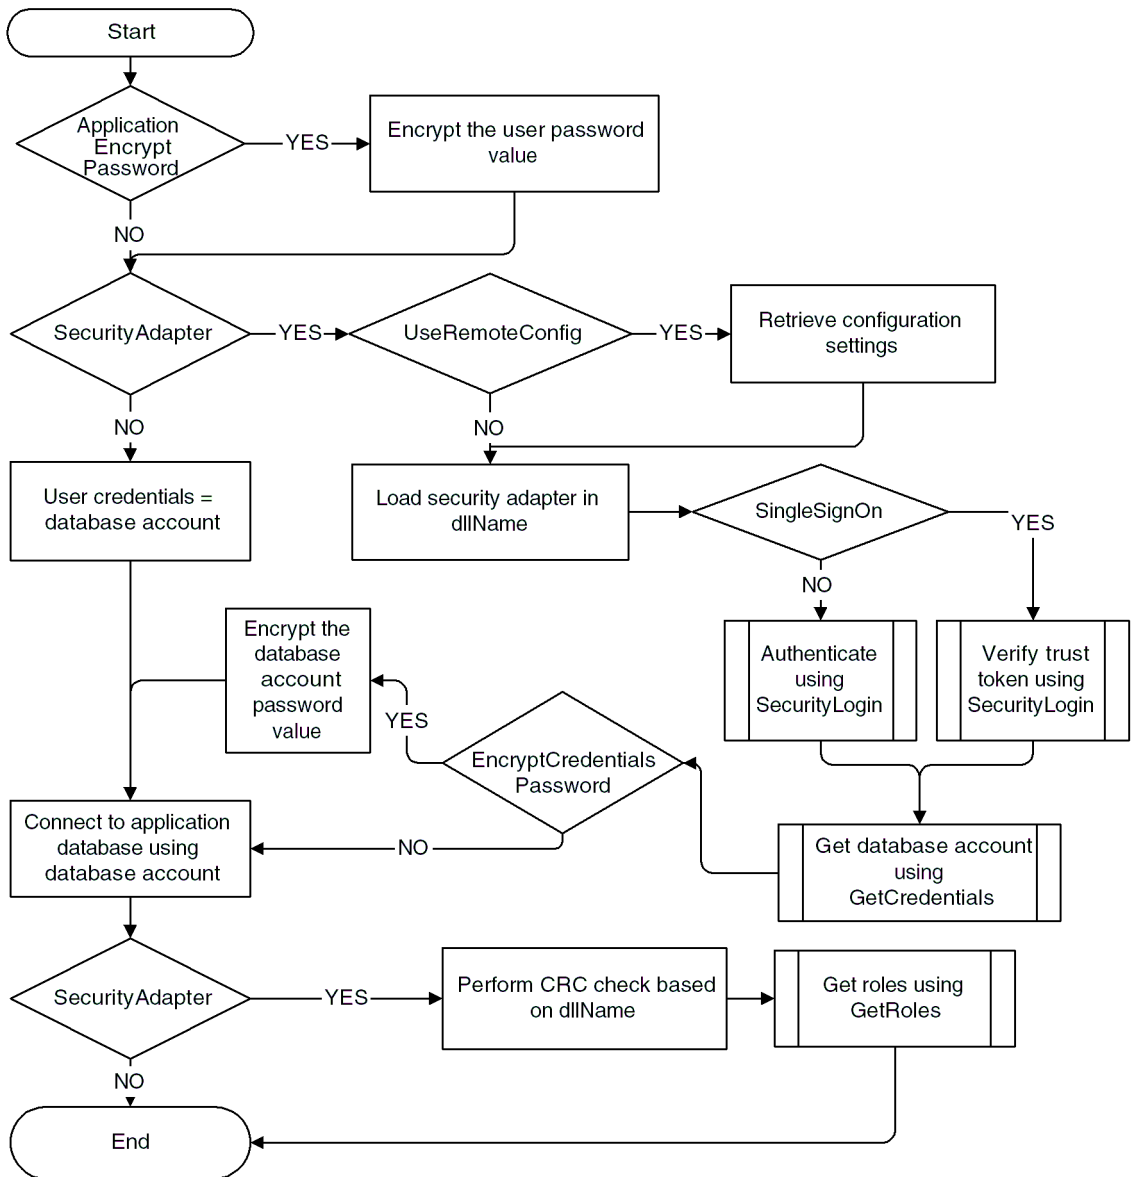 Start
Application
Encrypt
Password
YES
Encrypt the user password
value
NO
SecurityAdapter
YES
UseRemoteConfig
YES
Retrieve configuration
settings
NO
NO
User credentials =
database account
Load security adapter in
dllName
SingleSignOn
YES
NO
Encrypt the
database
account
password
value
Authenticate
using
SecurityLogin
Verify trust
token using
SecurityLogin
YES
EncryptCredentials
Password
Connect to application
database using
database account
NO
Get database account
using
GetCredentials
SecurityAdapter
YES
Perform CRC check based
on dllName
Get roles using
GetRoles
NO
End